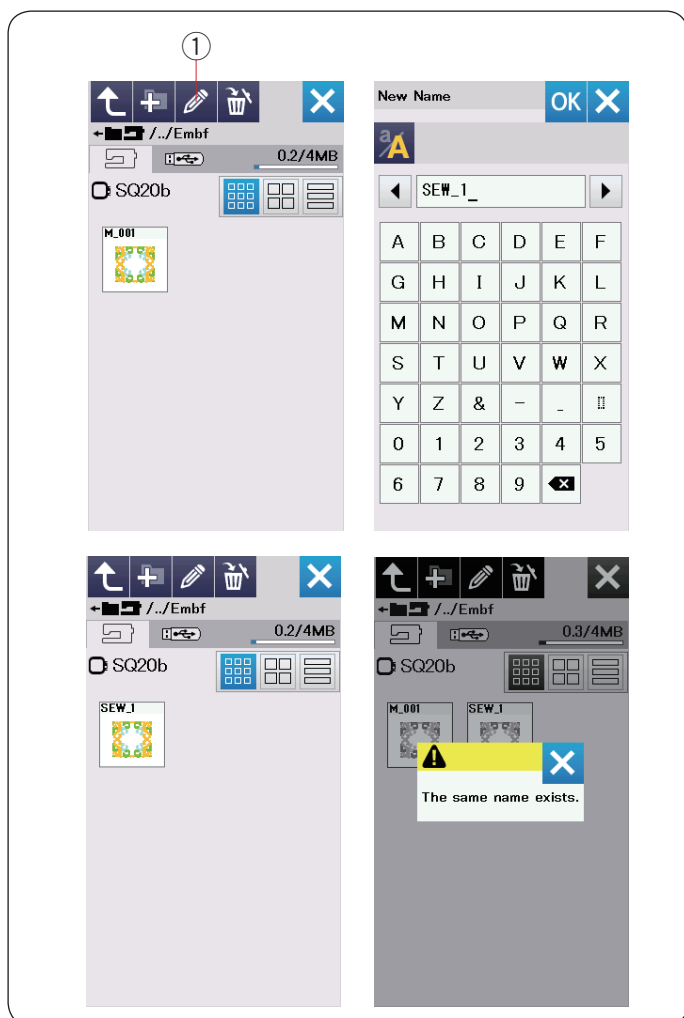 1
/../Embf
0.2/4MB
SQ20b
M_001
New Name
OK
a/A
SEW_1_
A B C D E F
G H I J K L
M N O P Q R
S T U V W X
Y Z & - _
0 1 2 3 4 5
6 7 8 9
/../Embf
0.2/4MB
SQ20b
SEW_1
/../Embf
0.3/4MB
SQ20b
M_001 SEW_1
The same name exists.